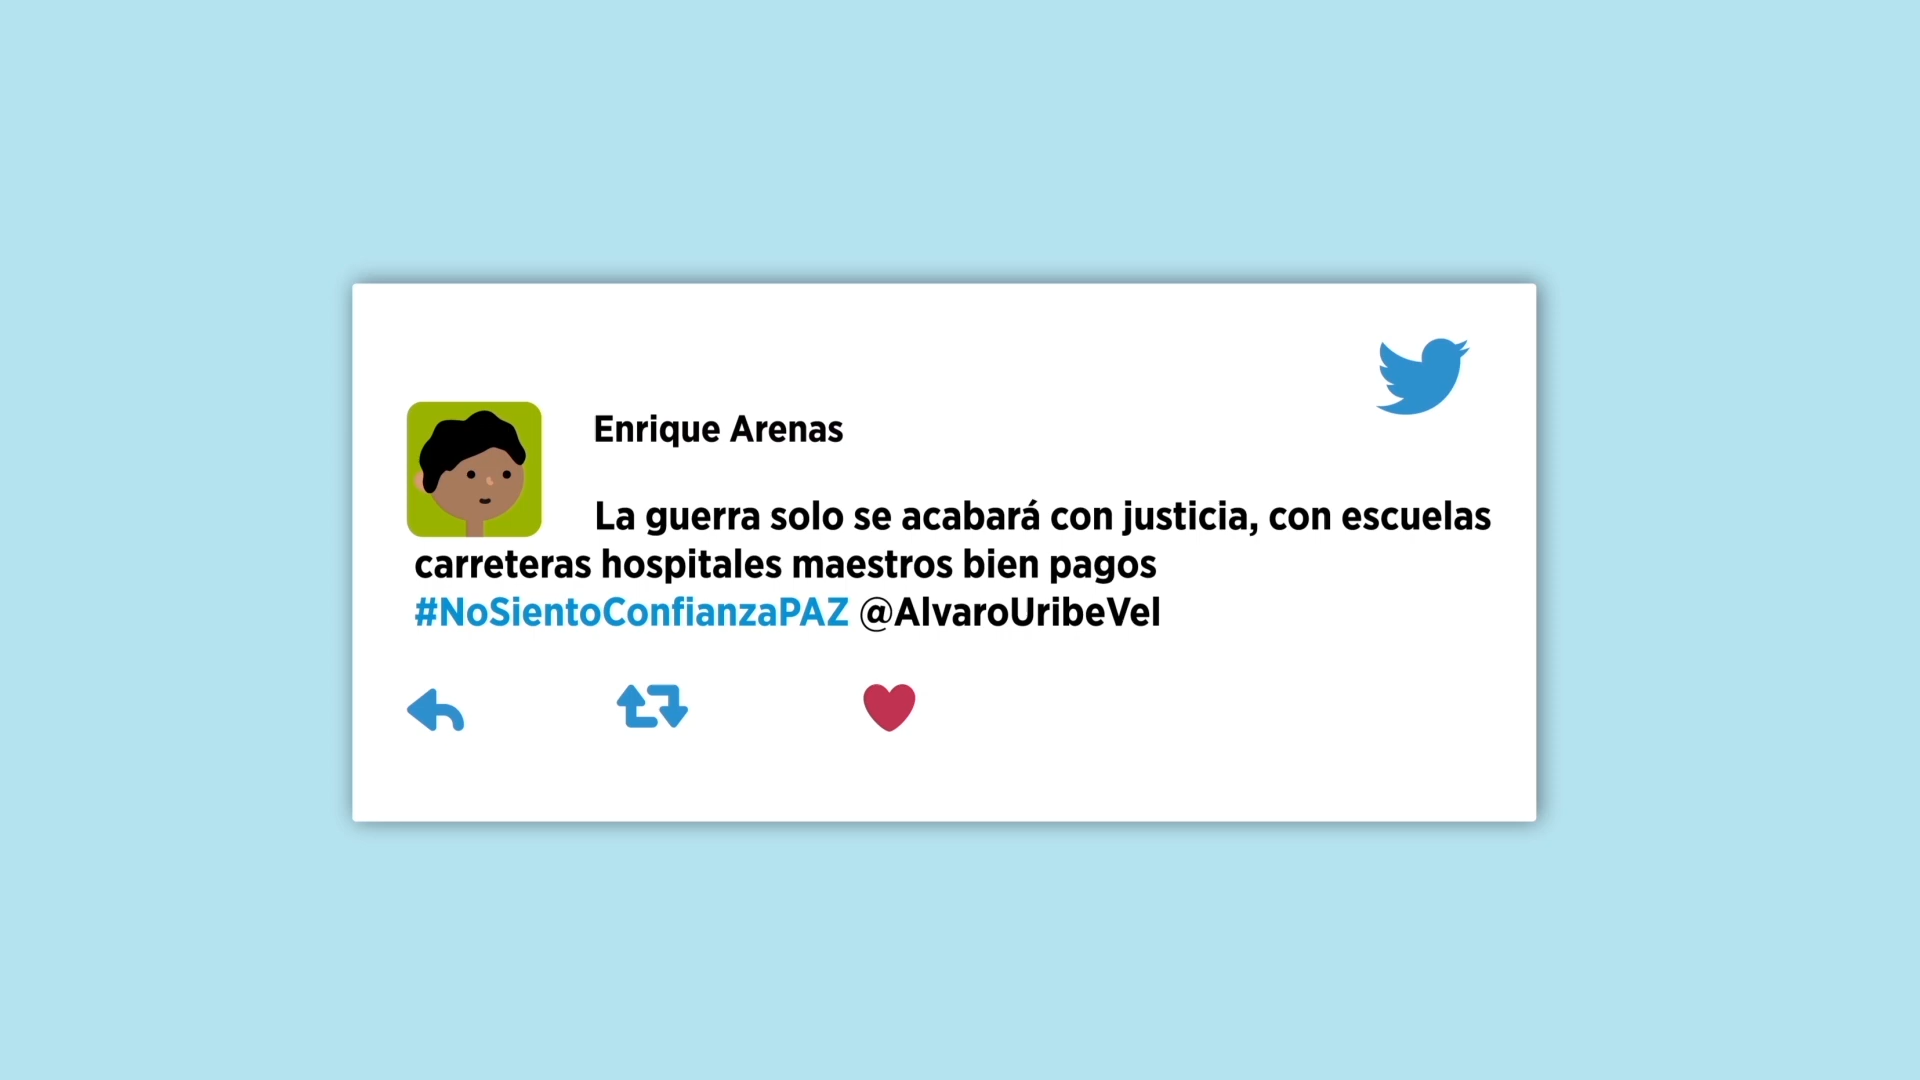 Enrique Arenas
La guerra solo se acabará con justicia, con escuelas
carreteras hospitales maestros bien pagos
#NoSientoConfianzaPAZ @AlvaroUribeVel